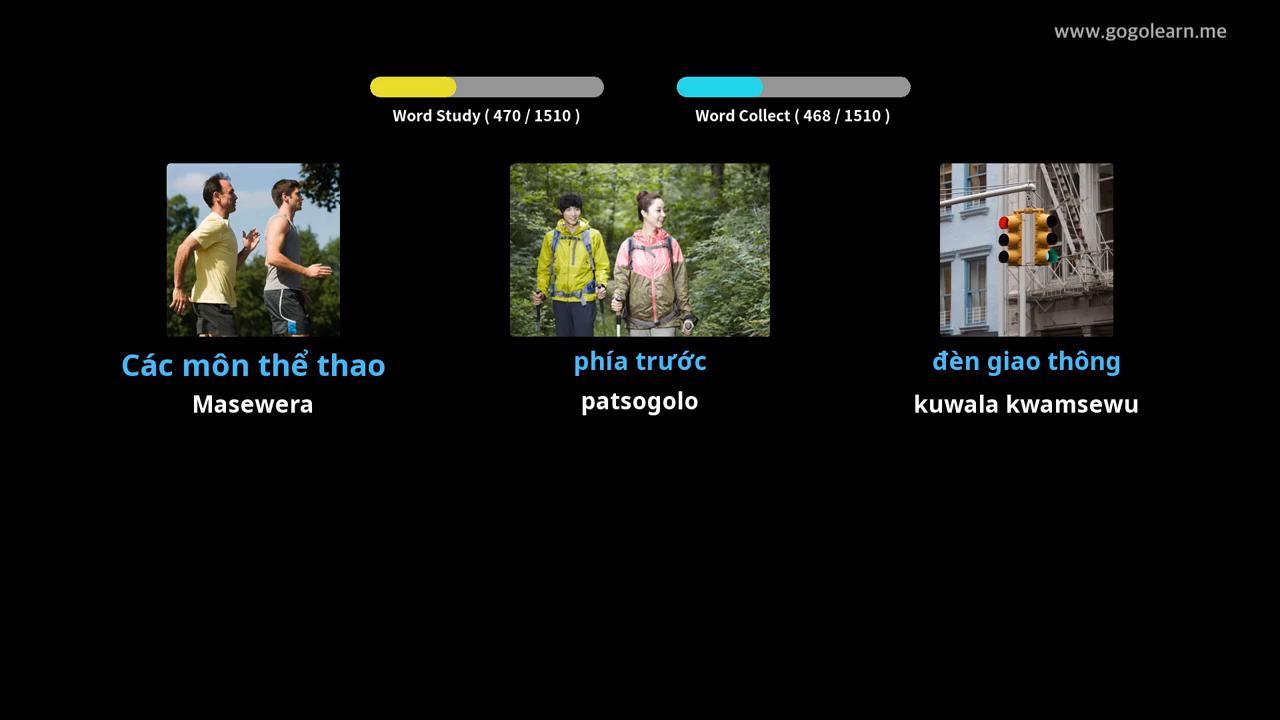 www.gogolearn.me
Word Study ( 470 / 1510 )
Word Collect ( 468 / 1510 )
Các môn thể thao
Masewera
phía trước
patsogolo
đèn giao thông
kuwala kwamsewu